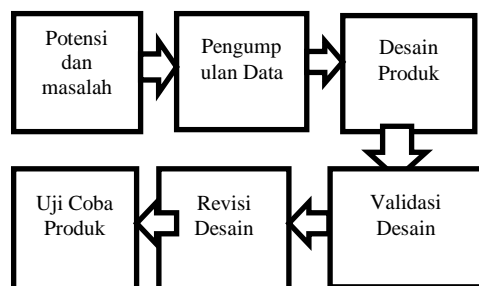 Potensi
dan
masalah
Pengump
ulan Data
Desain
Produk
Uji Coba
Produk
Revisi
Desain
Validasi
Desain